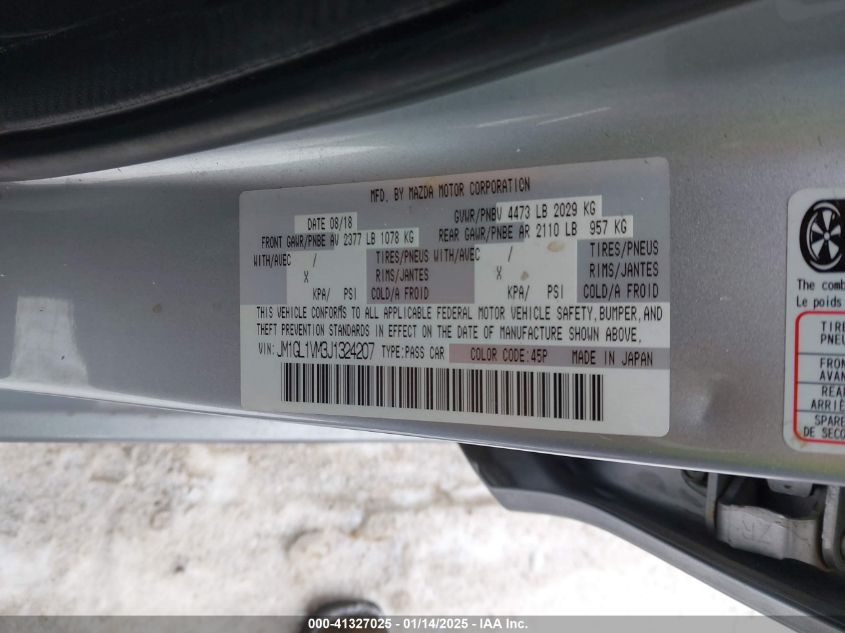 MFD. BY MAZDA MOTOR CORPORATION
DATE 08/18 GVWR/PNBV 4473 LB 2029 KG
FRONT GAWR/PNBE AV 2377 LB 1078 KG REAR GAWR/PNBE AR 2110 LB 957 KG
WITH/AVEC / TIRES/PNEUS WITH/AVEC / TIRES/PNEUS
X RIMS/JANTES X RIMS/JANTES
KPA/ PSI COLD/A FROID KPA/ PSI COLD/A FROID
THIS VEHICLE CONFORMS TO ALL APPLICABLE FEDERAL MOTOR VEHICLE SAFETY, BUMPER, AND
THEFT PREVENTION STANDARDS IN EFFECT ON THE DATE OF MANUFACTURE SHOWN ABOVE.
VIN: JM1GL1VM3J1324207 TYPE:PASS CAR COLOR CODE:45P MADE IN JAPAN
The comb
Le poids
TIRE
PNEU
FRON
AVAN
REAR
ARRIÈ
SPARE
DE SECO
000-41327025 - 01/14/2025 - IAA Inc.